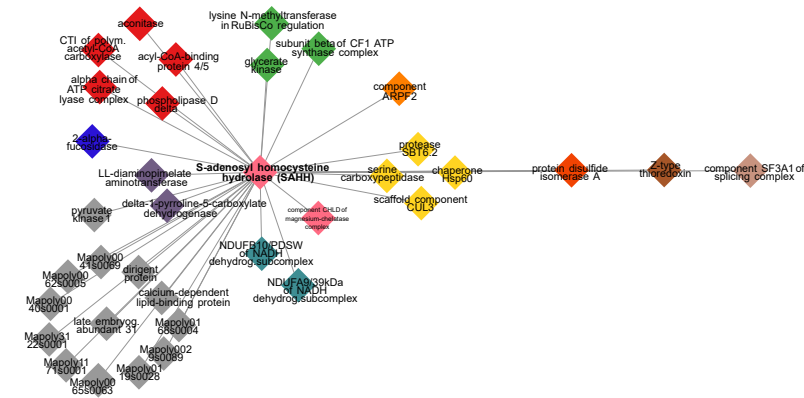 aconitase
lysine N-methyltransferase
in RuBisCo regulation
CTI of polym.
acetyl-CoA
carboxylase
acyl-CoA-binding
protein 4/5
glycerate
kinase
subunit beta of CF1 ATP
synthase complex
alpha chain of
ATP citrate
lyase complex
phospholipase D
delta
component
ARPF2
2-alpha-
fucosidase
protease
SBT6.2
S-adenosyl homocysteine
hydrolase (SAHH)
LL-diaminopimelate
aminotransferase
serine
carboxypeptidase
chaperone
Hsp60
protein disulfide
isomerase A
Z-type
thioredoxin
component SF3A1 of
splicing complex
delta-1-pyrroline-5-carboxylate
dehydrogenase
scaffold component
CUL3
pyruvate
kinase 1
component CHLD of
magnesium-chelatase
complex
NDUFB10/PDSW
of NADH
dehydrog.subcomplex
NDUFA9/39kDa
of NADH
dehydrog.subcomplex
Mapoly00
41s0069
Mapoly00
62s0005
dirigent
protein
Mapoly00
40s0001
calcium-dependent
lipid-binding protein
late embryog.
abundant 31
Mapoly01
68s0004
Mapoly31
22s0001
Mapoly002
9s0089
Mapoly11
71s0001
Mapoly01
19s0028
Mapoly00
65s0063